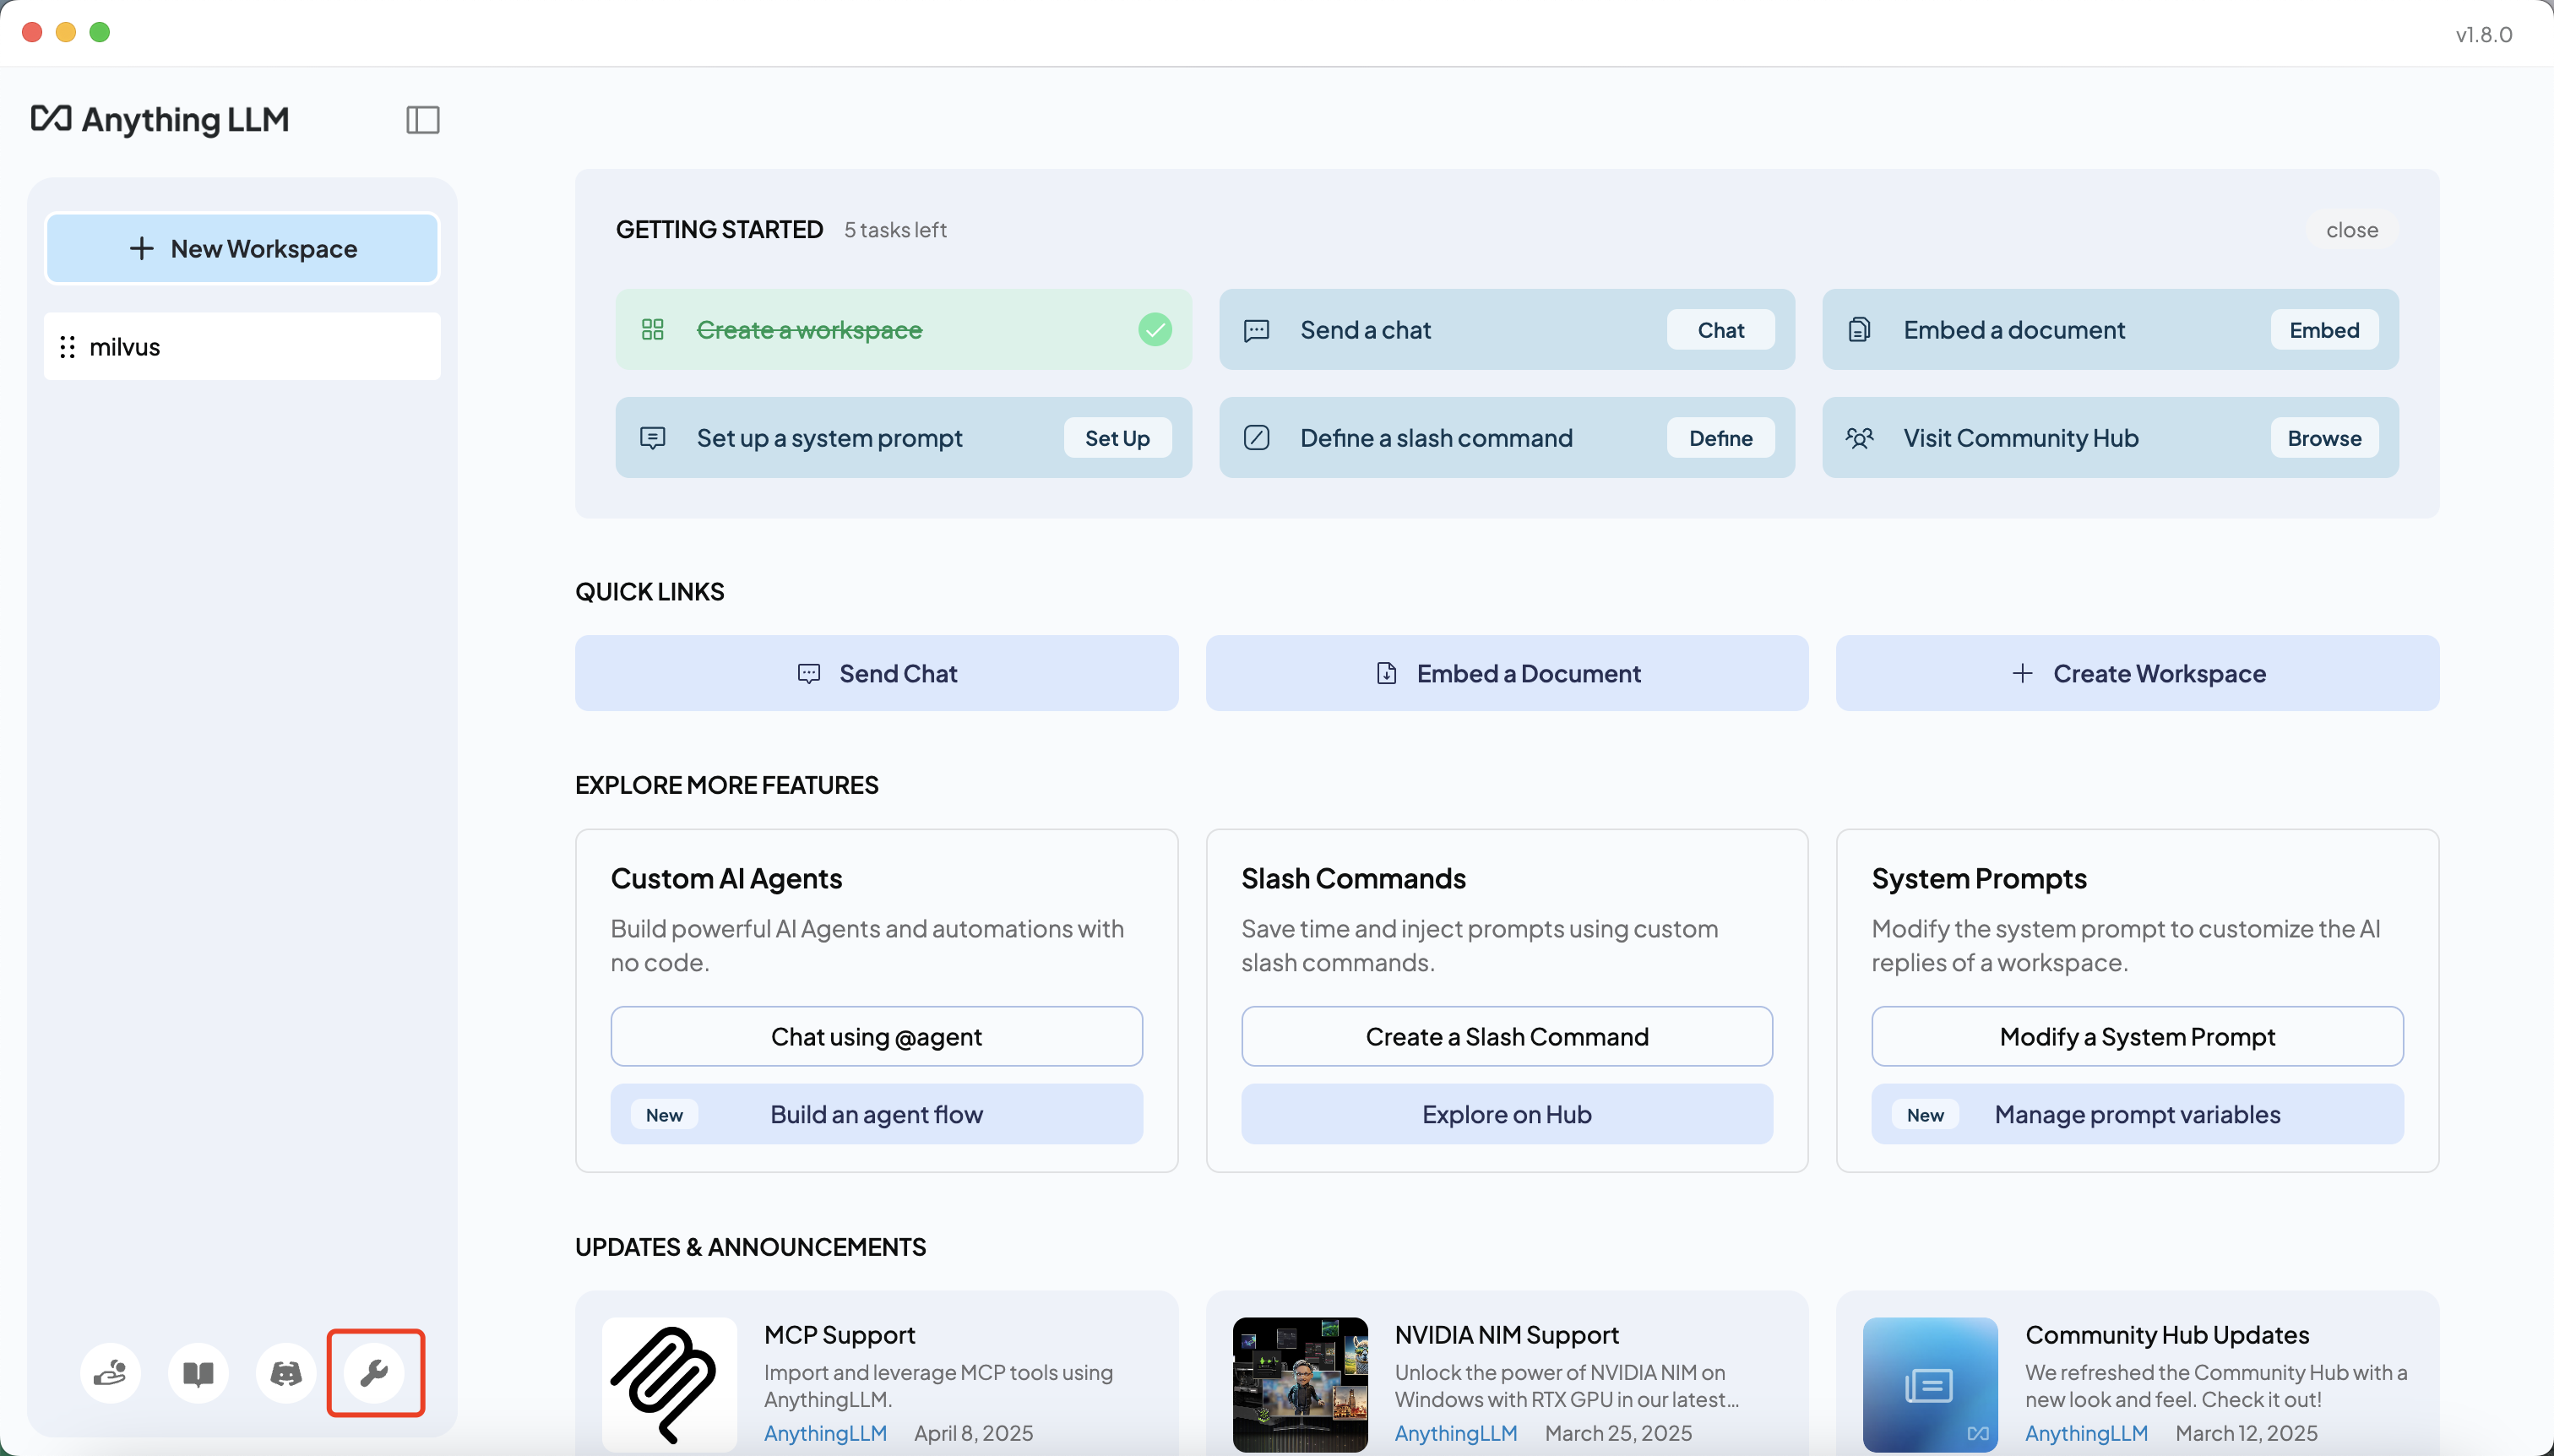 v1.8.0
Anything LLM
New Workspace
milvus
GETTING STARTED 5 tasks left
close
Create a workspace
Send a chat
Chat
Embed a document
Embed
Set up a system prompt
Set Up
Define a slash command
Define
Visit Community Hub
Browse
QUICK LINKS
Send Chat
Embed a Document
Create Workspace
EXPLORE MORE FEATURES
Custom AI Agents
Build powerful AI Agents and automations with
no code.
Chat using @agent
New
Build an agent flow
Slash Commands
Save time and inject prompts using custom
slash commands.
Create a Slash Command
Explore on Hub
System Prompts
Modify the system prompt to customize the AI
replies of a workspace.
Modify a System Prompt
New
Manage prompt variables
UPDATES & ANNOUNCEMENTS
MCP Support
Import and leverage MCP tools using
AnythingLLM.
AnythingLLM April 8, 2025
NVIDIA NIM Support
Unlock the power of NVIDIA NIM on
Windows with RTX GPU in our latest...
AnythingLLM March 25, 2025
Community Hub Updates
We refreshed the Community Hub with a
new look and feel. Check it out!
AnythingLLM March 12, 2025